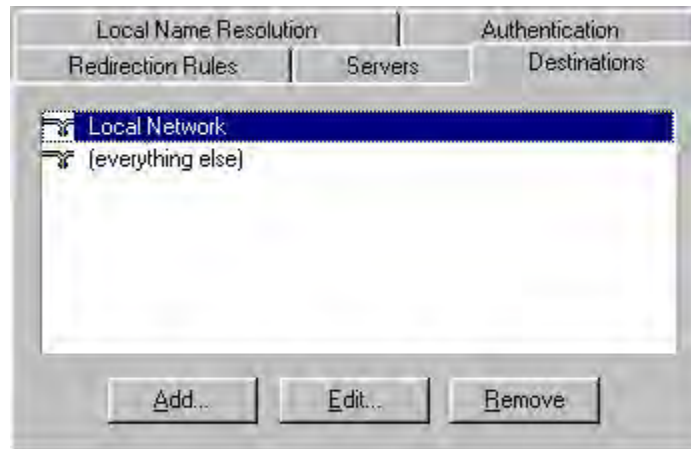 Local Name Resolution Authentication
Redirection Rules Servers Destinations
Local Network
(everything else)
Add... Edit... Remove